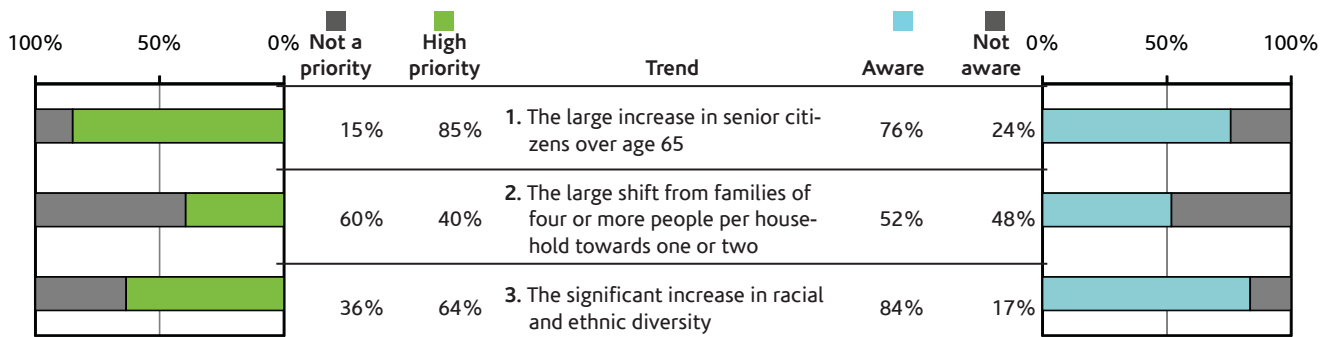 100% 50% 0% Not a priority High priority Trend Aware Not aware 0% 50% 100%
15% 85% 1. The large increase in senior citi-
zens over age 65 76% 24%
60% 40% 2. The large shift from families of
four or more people per house-
hold towards one or two 52% 48%
36% 64% 3. The significant increase in racial
and ethnic diversity 84% 17%